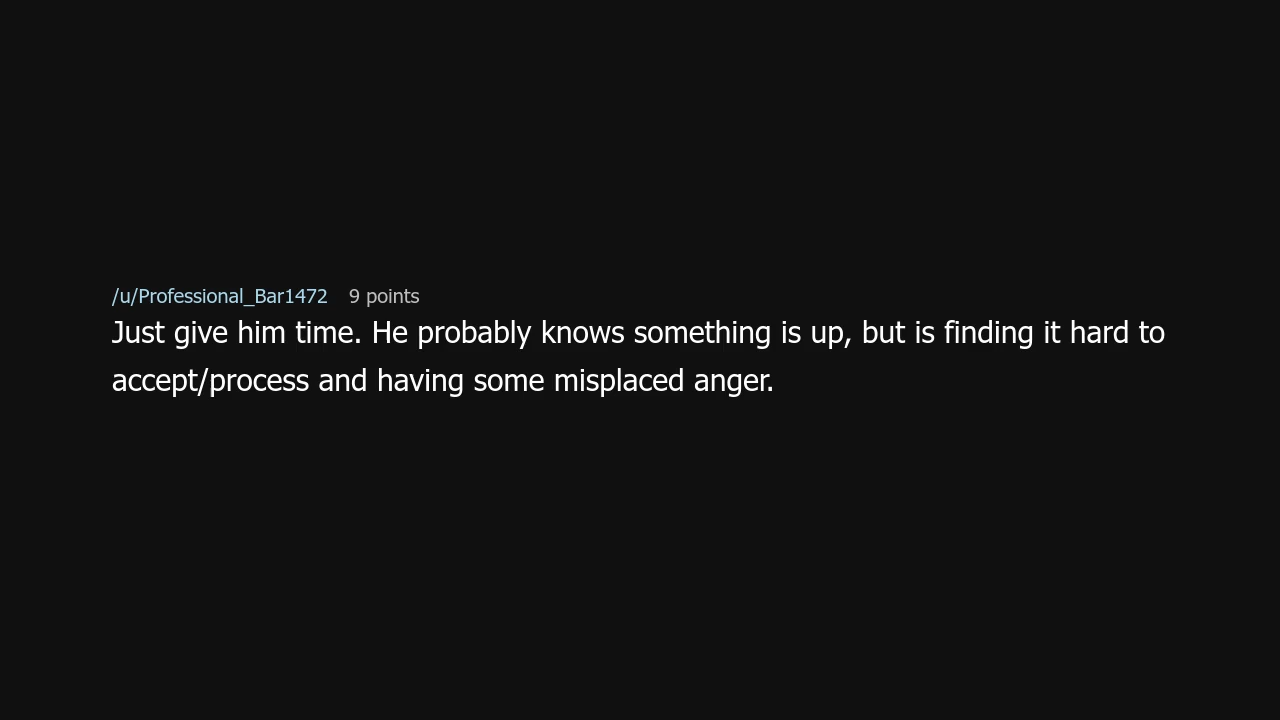 /u/Professional_Bar1472 9 points
Just give him time. He probably knows something is up, but is finding it hard to
accept/process and having some misplaced anger.